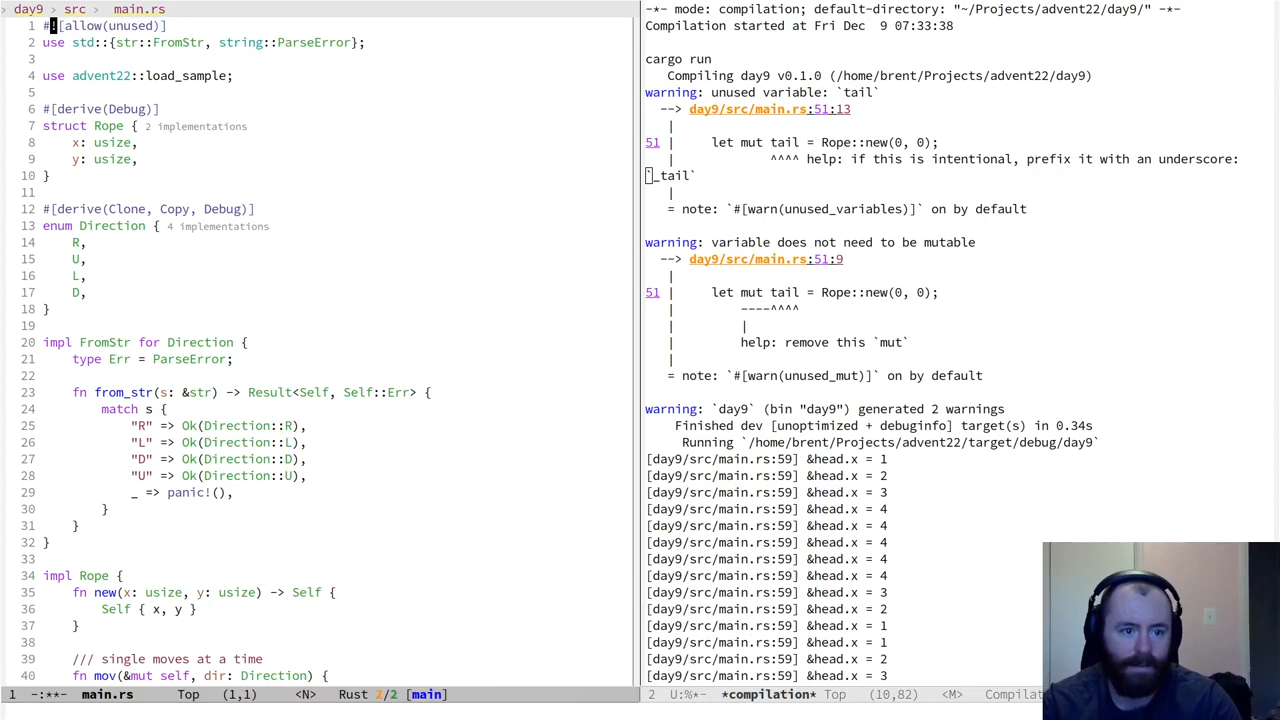 day9 › src › main.rs
1 #![allow(unused)]
2 use std::{str::FromStr, string::ParseError};
3
4 use advent22::load_sample;
5
6 #[derive(Debug)]
7 struct Rope { 2 implementations
8     x: usize,
9     y: usize,
10 }
11
12 #[derive(Clone, Copy, Debug)]
13 enum Direction { 4 implementations
14     R,
15     U,
16     L,
17     D,
18 }
19
20 impl FromStr for Direction {
21     type Err = ParseError;
22
23     fn from_str(s: &str) -> Result<Self, Self::Err> {
24         match s {
25             "R" => Ok(Direction::R),
26             "L" => Ok(Direction::L),
27             "D" => Ok(Direction::D),
28             "U" => Ok(Direction::U),
29             _ => panic!(),
30         }
31     }
32 }
33
34 impl Rope {
35     fn new(x: usize, y: usize) -> Self {
36         Self { x, y }
37     }
38
39     /// single moves at a time
40     fn mov(&mut self, dir: Direction) {
1 -:**- main.rs Top (1,1) <N> Rust 2/2 [main]
-*- mode: compilation; default-directory: "~/Projects/advent22/day9/" -*-
Compilation started at Fri Dec  9 07:33:38

cargo run
   Compiling day9 v0.1.0 (/home/brent/Projects/advent22/day9)
warning: unused variable: `tail`
  --> day9/src/main.rs:51:13
   |
51 |     let mut tail = Rope::new(0, 0);
   |             ^^^^ help: if this is intentional, prefix it with an underscore:
`_tail`
   |
   = note: `#[warn(unused_variables)]` on by default

warning: variable does not need to be mutable
  --> day9/src/main.rs:51:9
   |
51 |     let mut tail = Rope::new(0, 0);
   |         ----^^^^
   |         |
   |         help: remove this `mut`
   |
   = note: `#[warn(unused_mut)]` on by default

warning: `day9` (bin "day9") generated 2 warnings
    Finished dev [unoptimized + debuginfo] target(s) in 0.34s
     Running `/home/brent/Projects/advent22/target/debug/day9`
[day9/src/main.rs:59] &head.x = 1
[day9/src/main.rs:59] &head.x = 2
[day9/src/main.rs:59] &head.x = 3
[day9/src/main.rs:59] &head.x = 4
[day9/src/main.rs:59] &head.x = 4
[day9/src/main.rs:59] &head.x = 4
[day9/src/main.rs:59] &head.x = 4
[day9/src/main.rs:59] &head.x = 4
[day9/src/main.rs:59] &head.x = 3
[day9/src/main.rs:59] &head.x = 2
[day9/src/main.rs:59] &head.x = 1
[day9/src/main.rs:59] &head.x = 1
[day9/src/main.rs:59] &head.x = 2
[day9/src/main.rs:59] &head.x = 3
2 U:%*- *compilation* Top (10,82) <M> Compilat